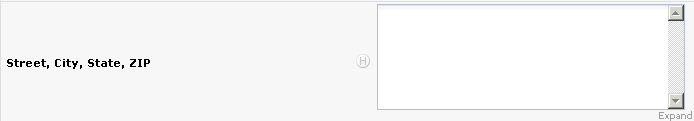 Street, City, State, ZIP
H
Expand